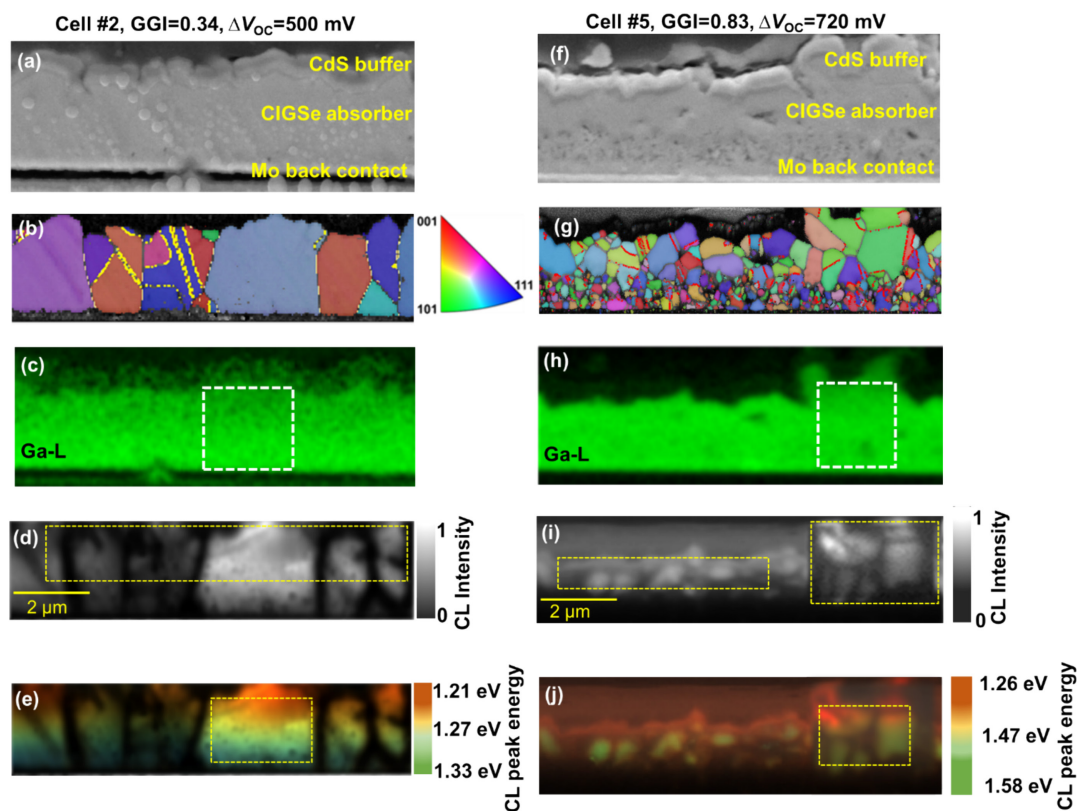 Cell #2, GGI=0.34, ΔVOC=500 mV
Cell #5, GGI=0.83, ΔVOC=720 mV
(a)
CdS buffer
CIGSe absorber
Mo back contact
(f)
CdS buffer
CIGSe absorber
Mo back contact
(b)
001
101
111
(g)
(c)
Ga-L
(h)
Ga-L
(d)
2 μm
1
0
CL Intensity
(i)
2 μm
1
0
CL Intensity
(e)
1.21 eV
1.27 eV
1.33 eV
CL peak energy
(j)
1.26 eV
1.47 eV
1.58 eV
CL peak energy